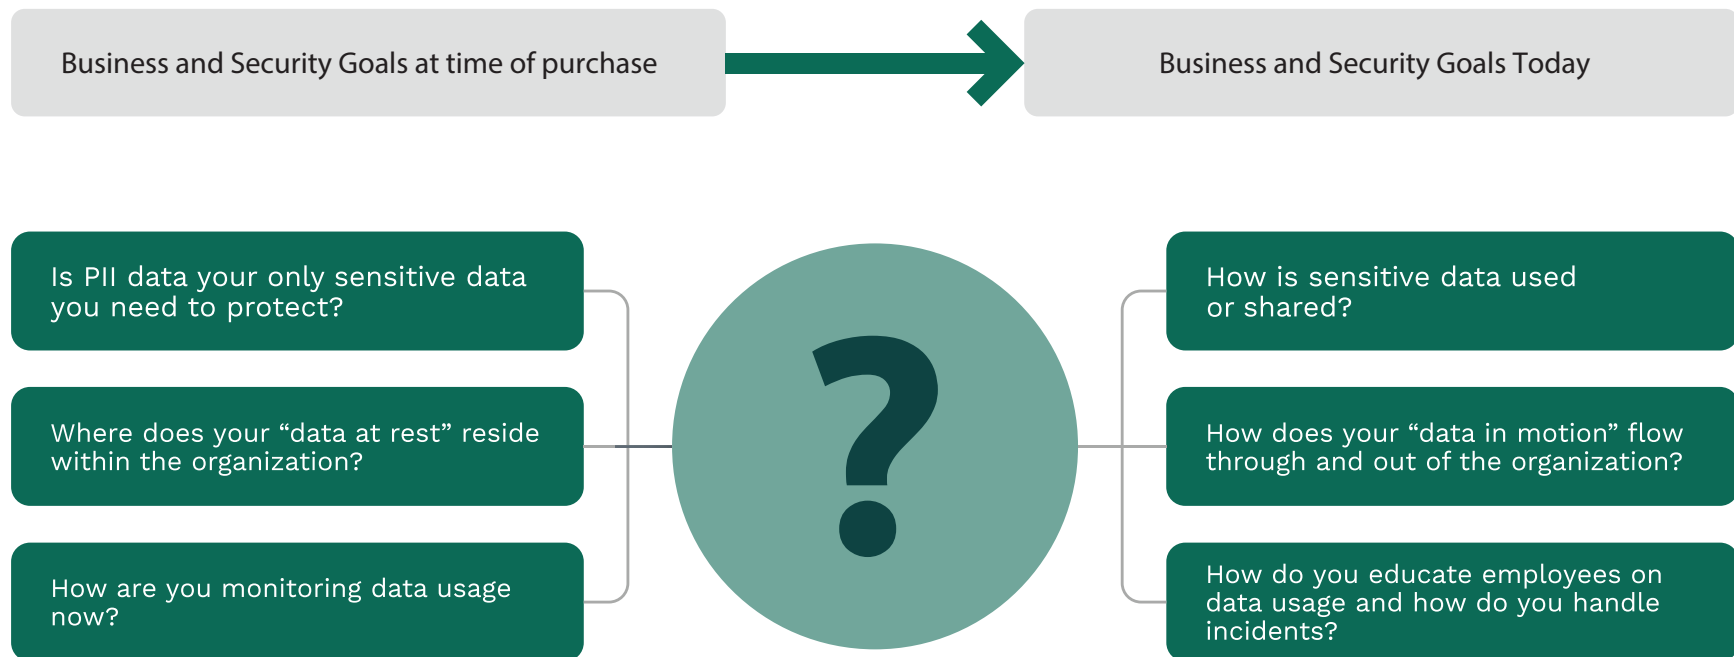 Business and Security Goals at time of purchase
Business and Security Goals Today
Is PII data your only sensitive data
you need to protect?
Where does your “data at rest” reside
within the organization?
How are you monitoring data usage
now?
?
How is sensitive data used
or shared?
How does your “data in motion” flow
through and out of the organization?
How do you educate employees on
data usage and how do you handle
incidents?